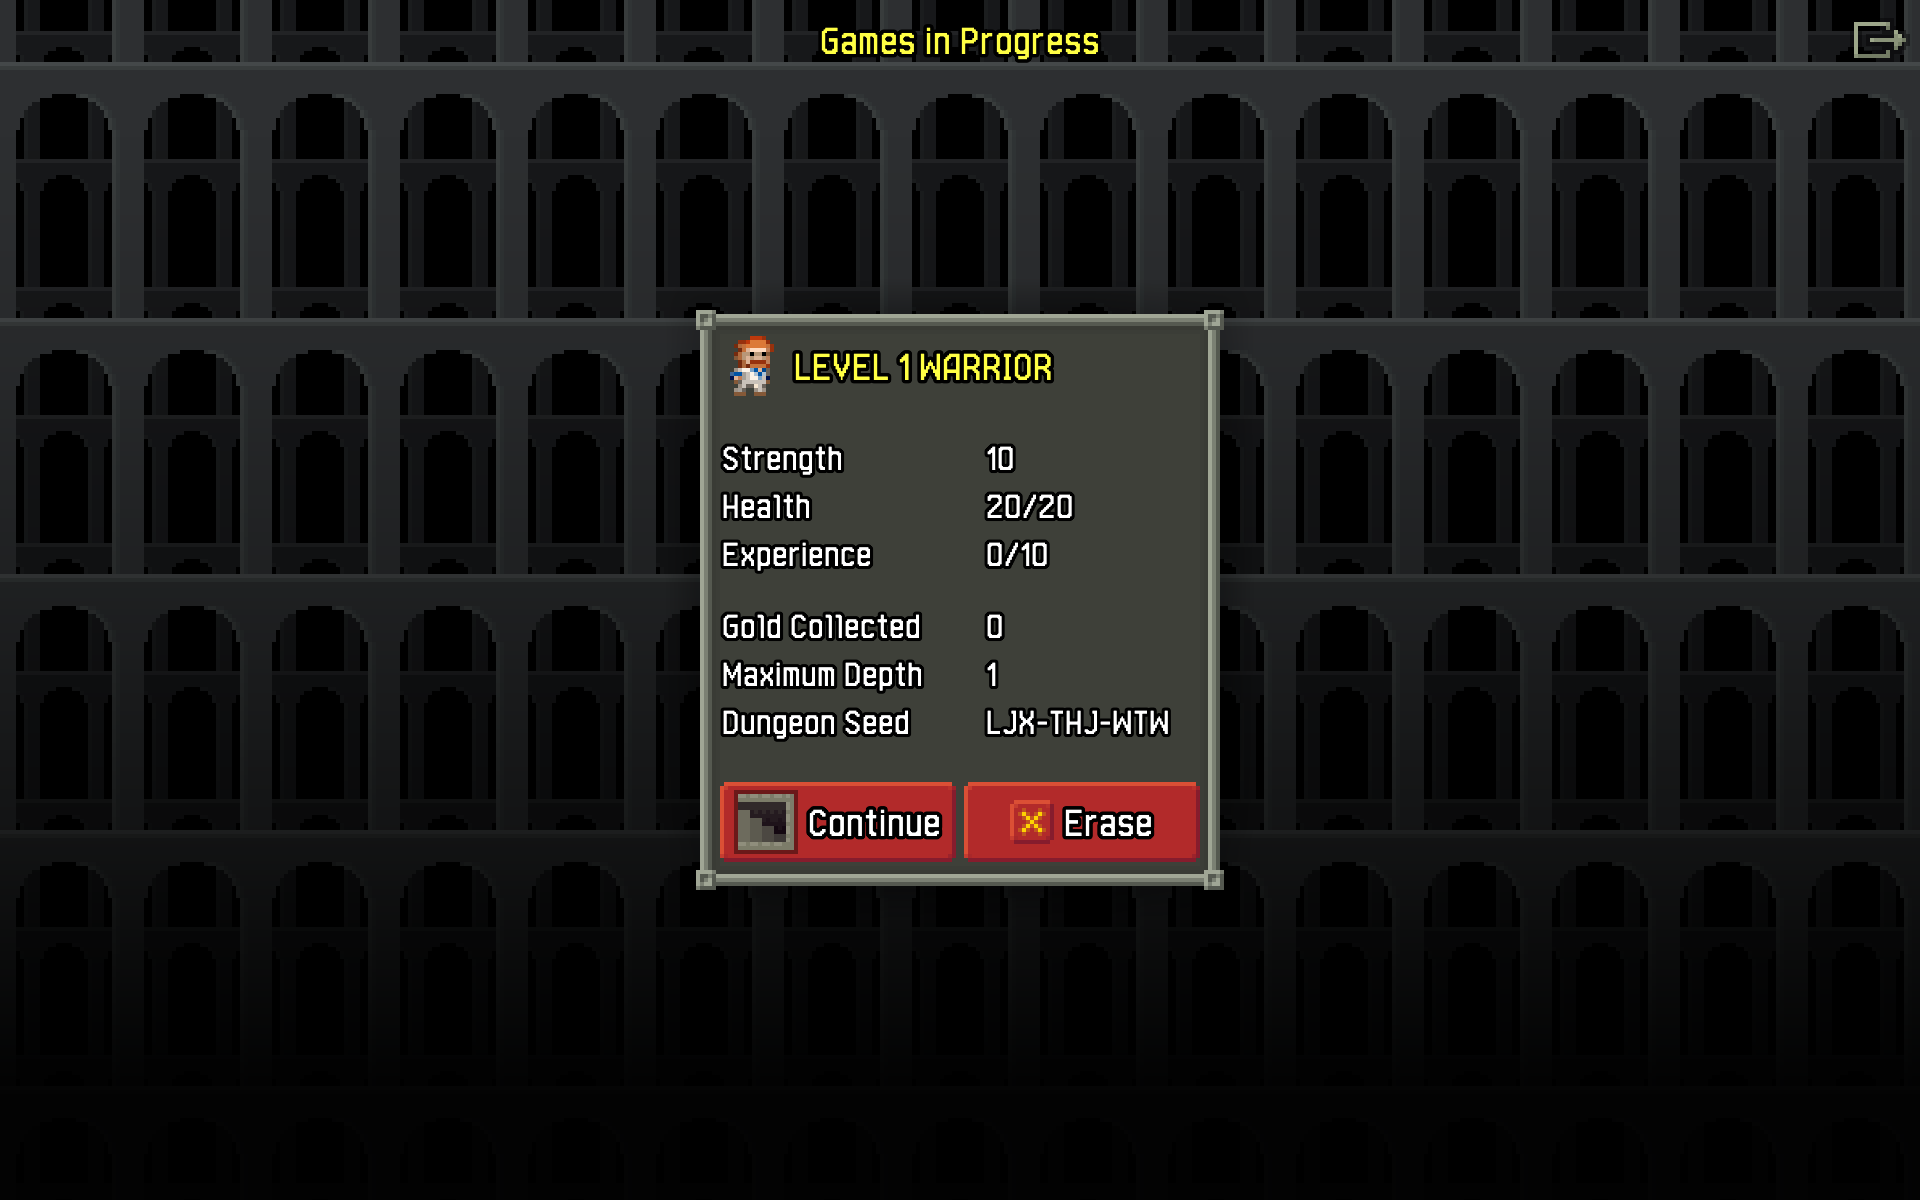 Games in Progress
LEVEL 1 WARRIOR
Strength 10
Health 20/20
Experience 0/10
Gold Collected 0
Maximum Depth 1
Dungeon Seed LJX-THJ-WTW
Continue Erase